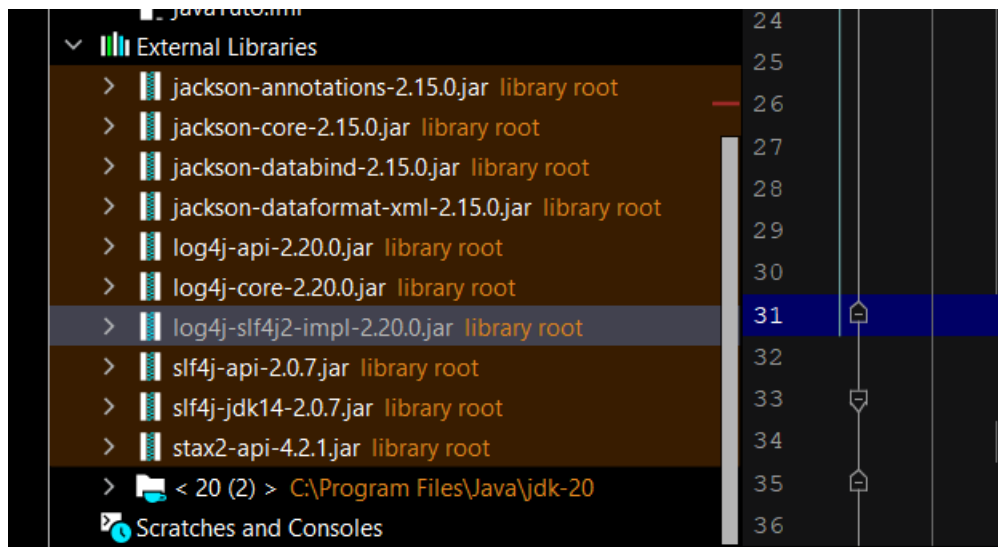 javaTuto.iml
External Libraries
jackson-annotations-2.15.0.jar library root
jackson-core-2.15.0.jar library root
jackson-databind-2.15.0.jar library root
jackson-dataformat-xml-2.15.0.jar library root
log4j-api-2.20.0.jar library root
log4j-core-2.20.0.jar library root
log4j-slf4j2-impl-2.20.0.jar library root
slf4j-api-2.0.7.jar library root
slf4j-jdk14-2.0.7.jar library root
stax2-api-4.2.1.jar library root
< 20 (2) > C:\Program Files\Java\jdk-20
Scratches and Consoles
24
25
26
27
28
29
30
31
32
33
34
35
36